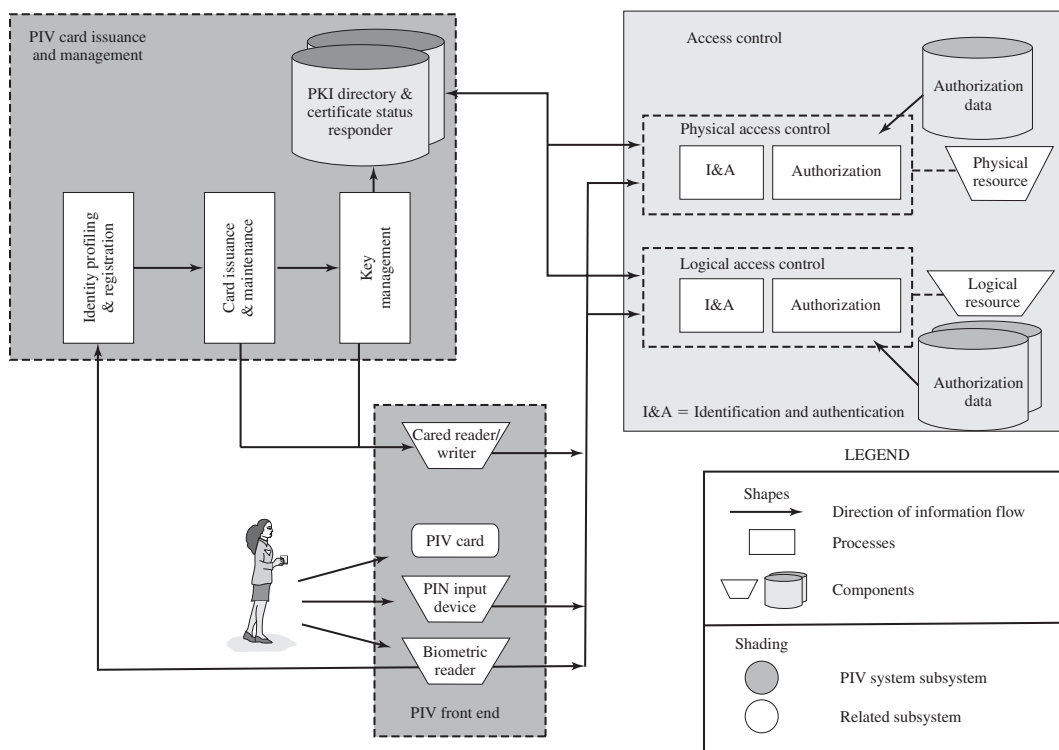 PIV card issuance
and management
PKI directory &
certificate status
responder
Identity profiling
& registration
Card issuance
& maintenance
Key
management
Access control
Authorization
data
Physical access control
I&A
Authorization
Physical
resource
Logical access control
I&A
Authorization
Logical
resource
Authorization
data
I&A = Identification and authentication
Cared reader/
writer
PIV card
PIN input
device
Biometric
reader
PIV front end
LEGEND
Shapes
Direction of information flow
Processes
Components
Shading
PIV system subsystem
Related subsystem